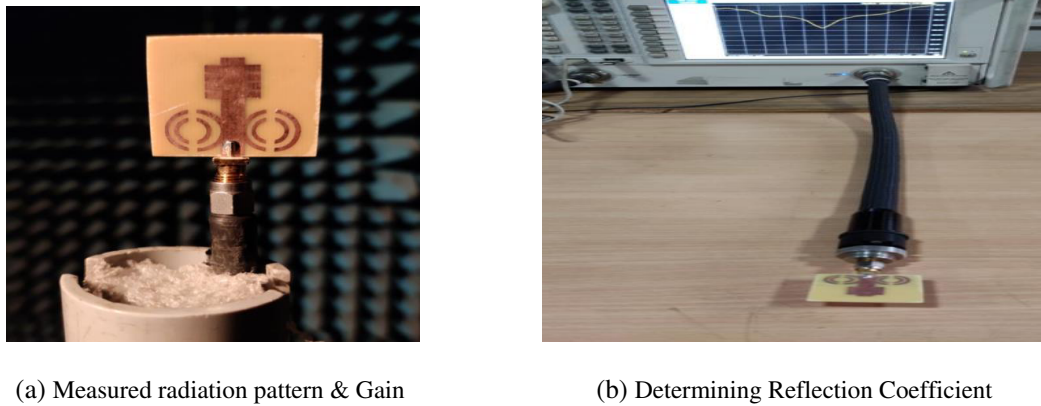 (a) Measured radiation pattern & Gain
(b) Determining Reflection Coefficient